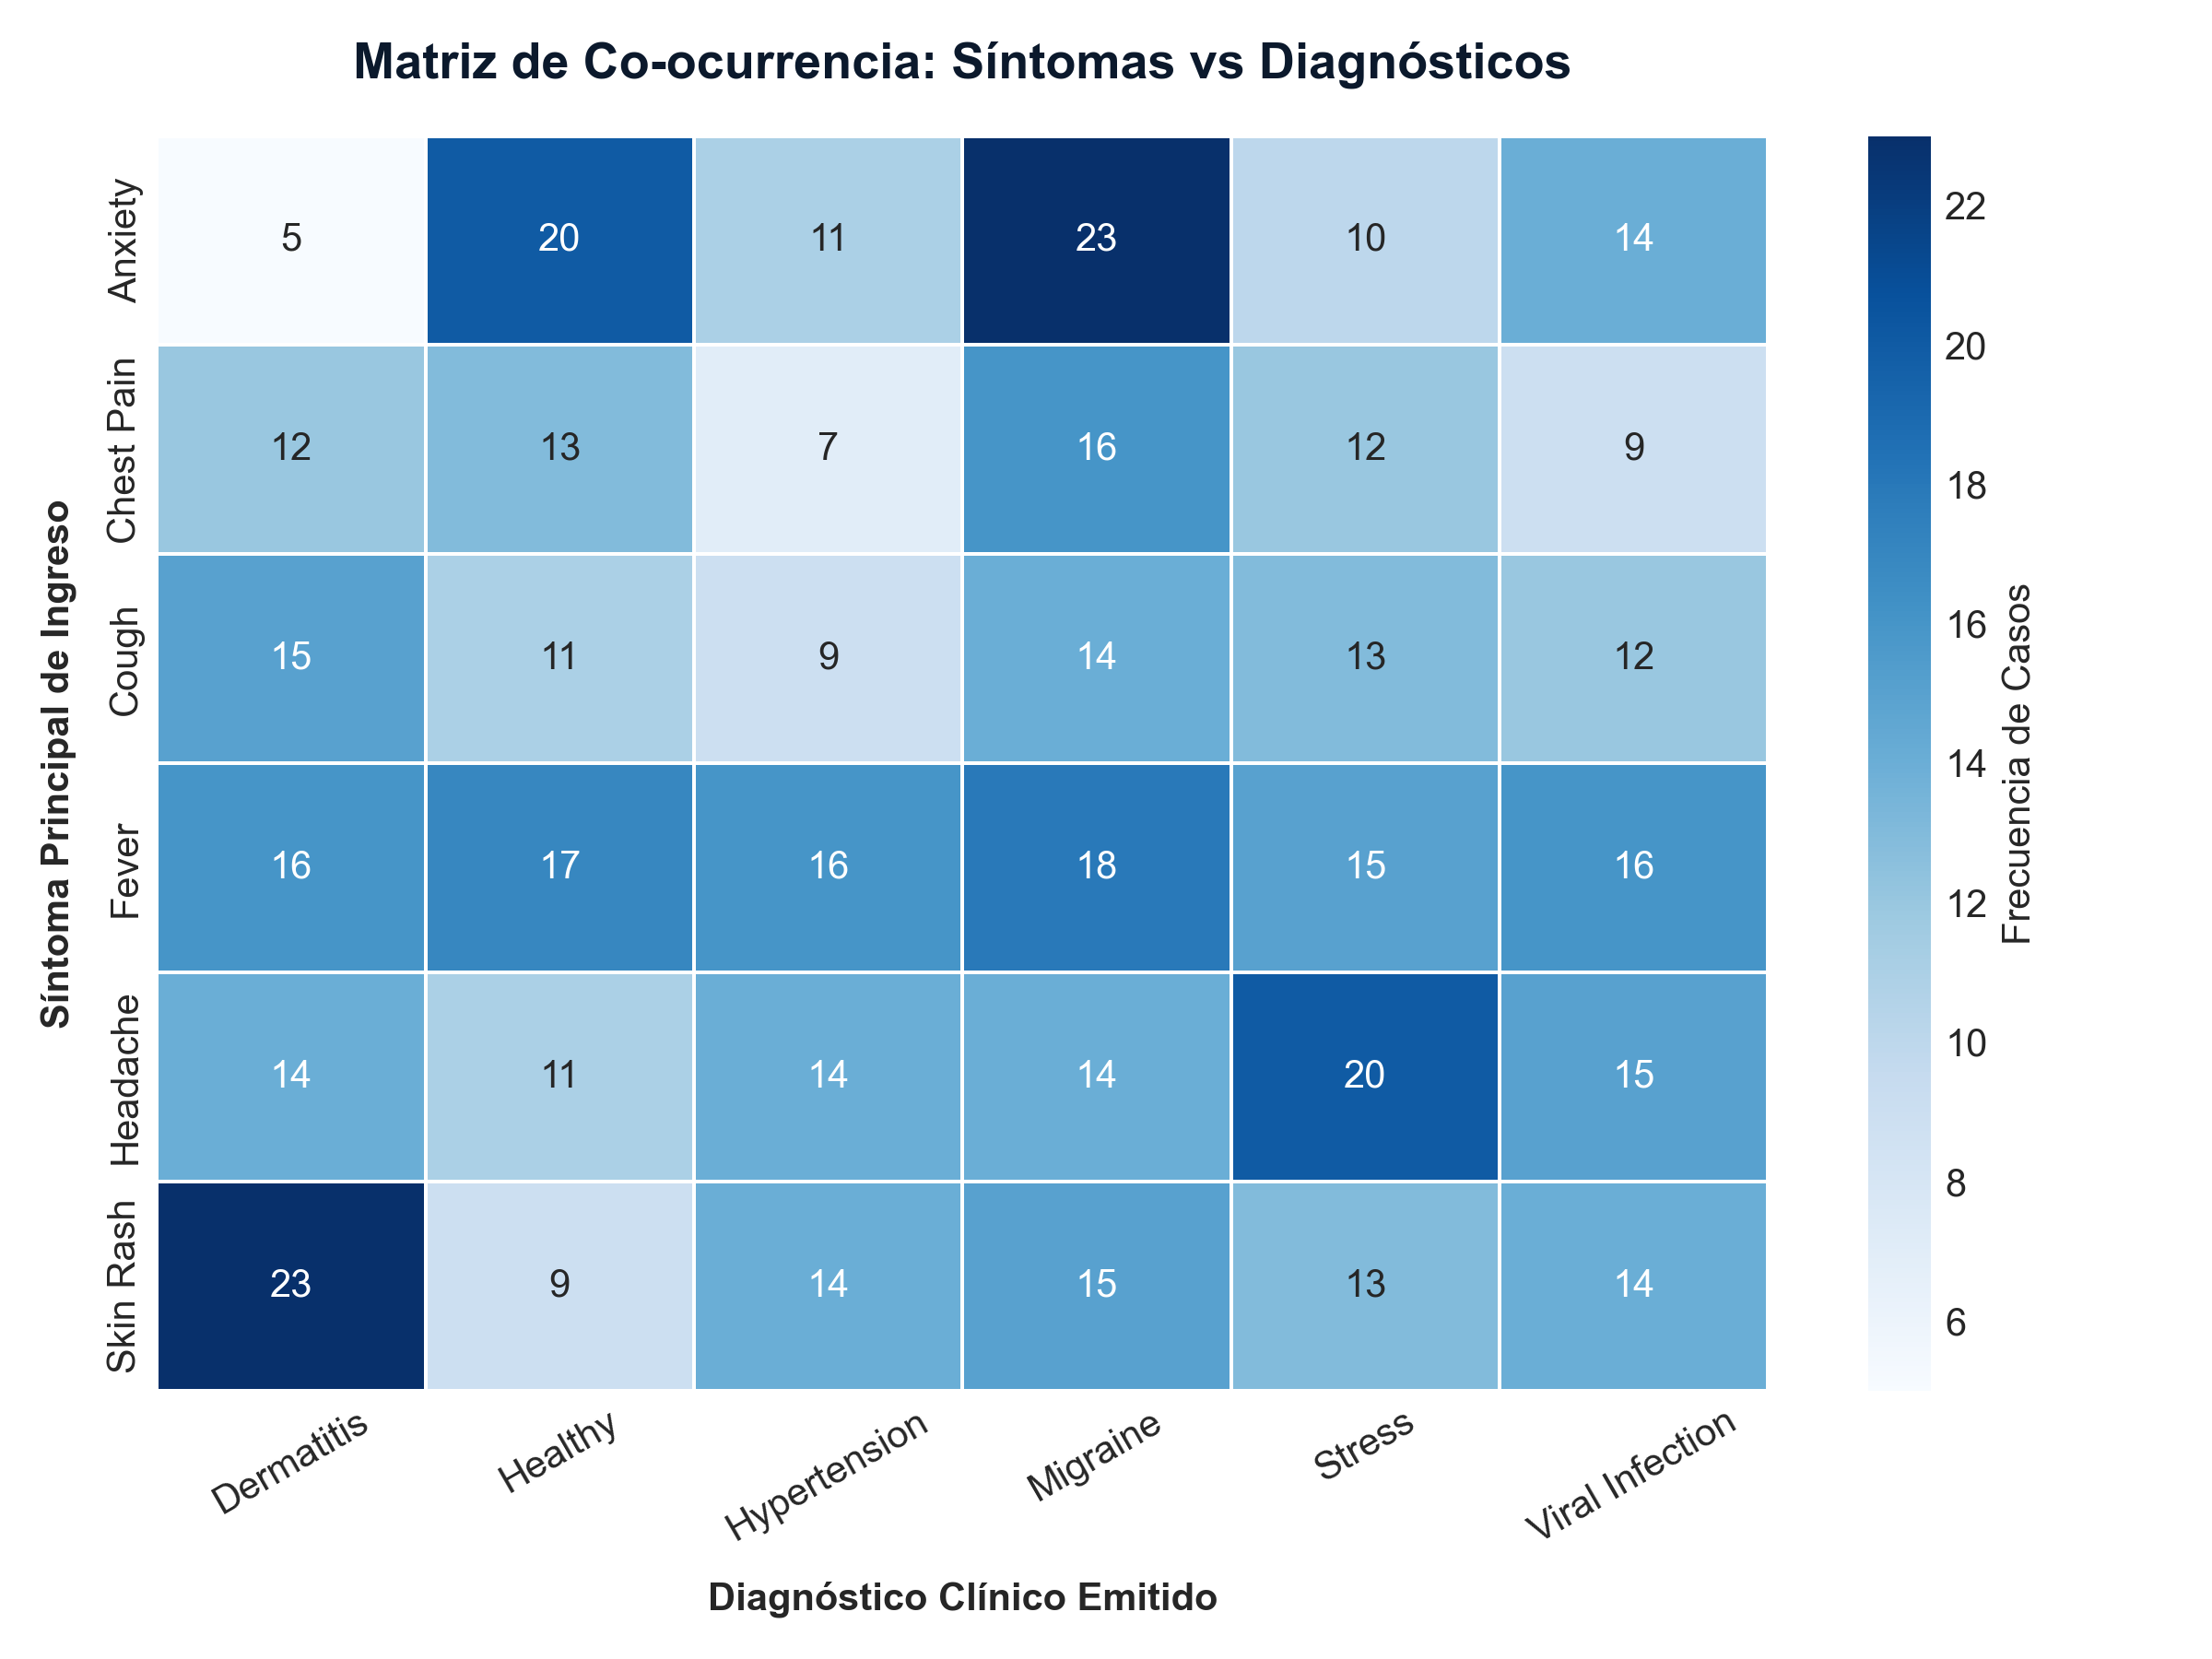 Matriz de Co-ocurrencia: Síntomas vs Diagnósticos
Síntoma Principal de Ingreso
Anxiety
5 20 11 23 10 14
Chest Pain
12 13 7 16 12 9
Cough
15 11 9 14 13 12
Fever
16 17 16 18 15 16
Headache
14 11 14 14 20 15
Skin Rash
23 9 14 15 13 14
Dermatitis Healthy Hypertension Migraine Stress Viral Infection
Diagnóstico Clínico Emitido
22
20
18
16
14
12
10
8
6
Frecuencia de Casos